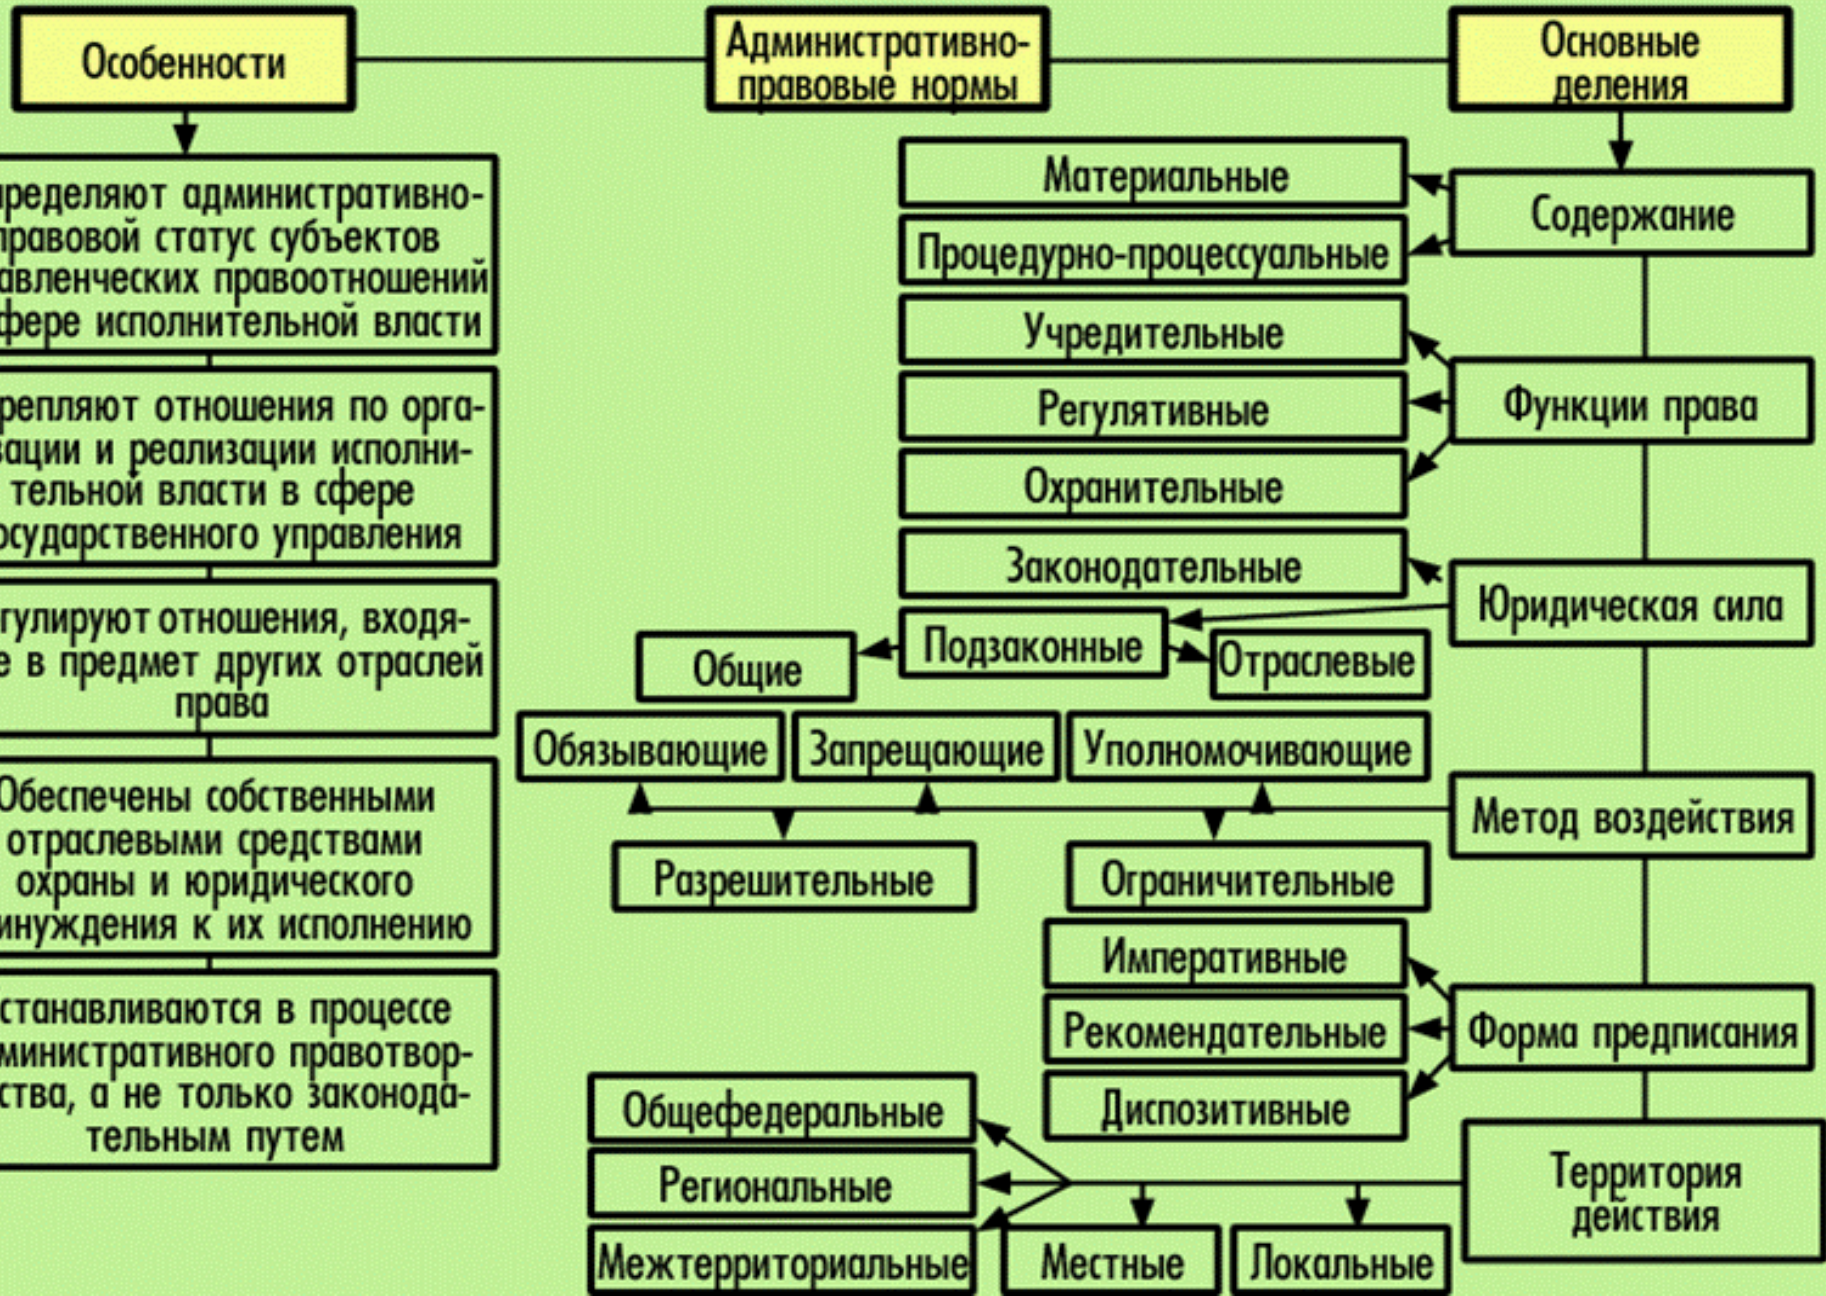 Особенности
Административно-
правовые нормы
Основные
деления
пределяют административно-
правовой статус субъектов
авленческих правоотношений
фере исполнительной власти
репляют отношения по орга-
зации и реализации исполни-
тельной власти в сфере
осударственного управления
гулируют отношения, входя-
е в предмет других отраслей
права
Обеспечены собственными
отраслевыми средствами
охраны и юридического
инуждения к их исполнению
станавливаются в процессе
министративного правотвор-
ства, а не только законода-
тельным путем
Содержание
Материальные
Процедурно-процессуальные
Функции права
Учредительные
Регулятивные
Охранительные
Юридическая сила
Законодательные
Подзаконные
Общие
Отраслевые
Метод воздействия
Обязывающие
Запрещающие
Уполномочивающие
Разрешительные
Ограничительные
Форма предписания
Императивные
Рекомендательные
Диспозитивные
Территория
действия
Общефедеральные
Региональные
Межтерриториальные
Местные
Локальные